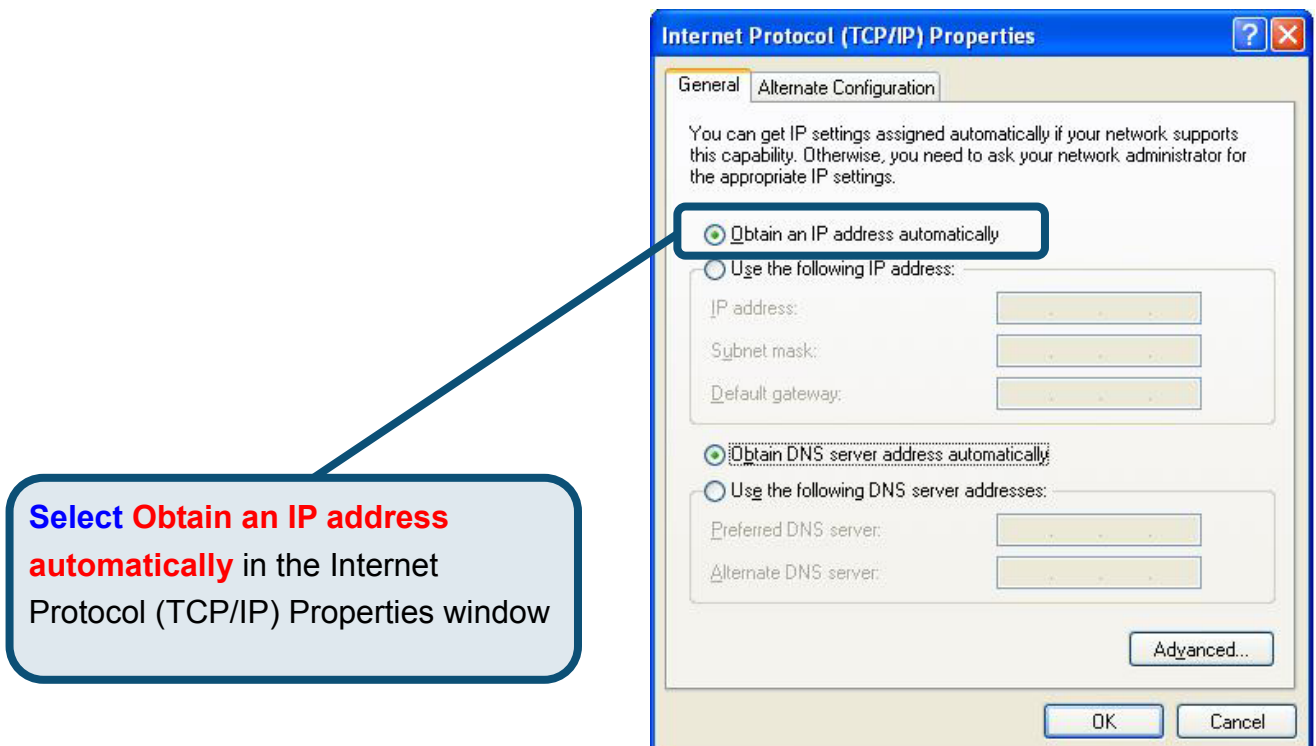 Internet Protocol (TCP/IP) Properties
General
Alternate Configuration
You can get IP settings assigned automatically if your network supports
this capability. Otherwise, you need to ask your network administrator for
the appropriate IP settings.
Obtain an IP address automatically
Use the following IP address:
IP address:
Subnet mask:
Default gateway:
Obtain DNS server address automatically
Use the following DNS server addresses:
Preferred DNS server:
Alternate DNS server:
Advanced...
OK
Cancel
Select Obtain an IP address
automatically in the Internet
Protocol (TCP/IP) Properties window